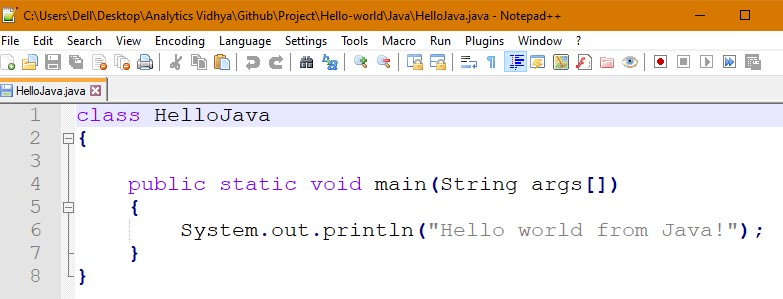 C:\Users\Dell\Desktop\Analytics Vidhya\Github\Project\Hello-world\Java\HelloJava.java - Notepad++
File Edit Search View Encoding Language Settings Tools Macro Run Plugins Window ?
HelloJava.java
1 class HelloJava
2 {
3
4 public static void main(String args[])
5 {
6 System.out.println("Hello world from Java!");
7 }
8 }